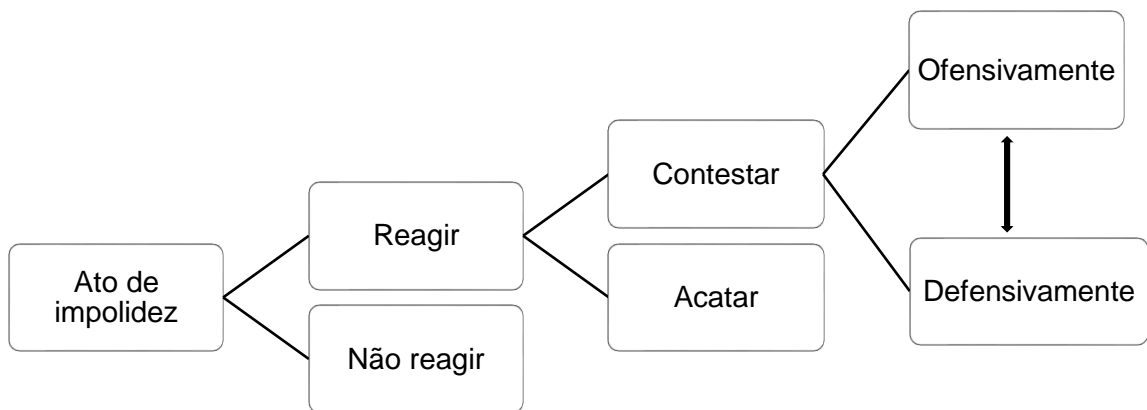 Ato de
impolidez
Reagir
Não reagir
Contestar
Acatar
Ofensivamente
Defensivamente